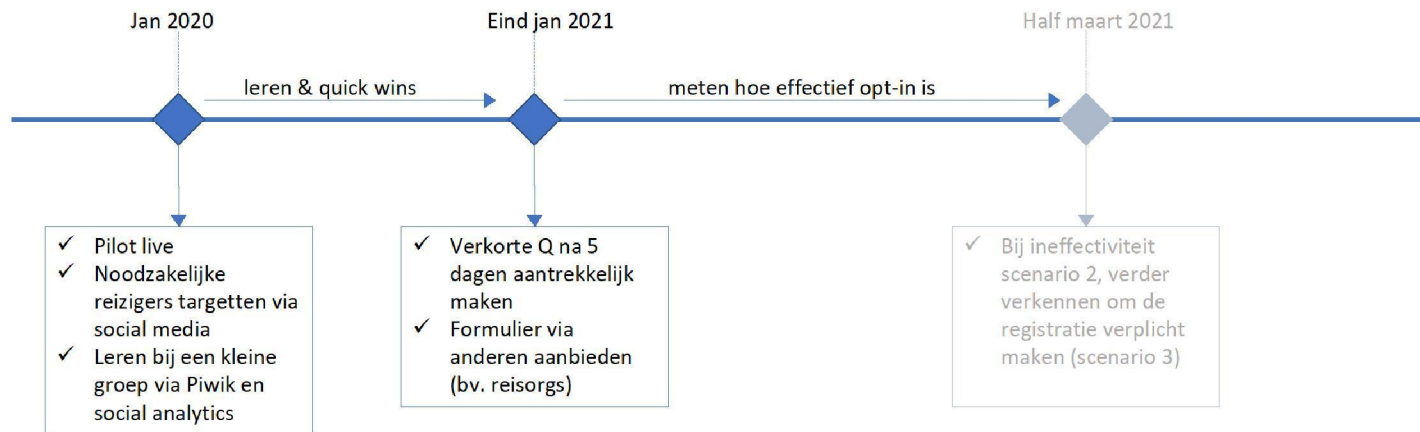 Jan 2020
Eind jan 2021
Half maart 2021
leren & quick wins
meten hoe effectief opt-in is
✓ Pilot live
✓ Noodzakelijke
reizigers targetten via
social media
✓ Leren bij een kleine
groep via Piwik en
social analytics
✓ Verkorte Q na 5
dagen aantrekkelijk
maken
✓ Formulier via
anderen aanbieden
(bv. reisorgs)
✓ Bij ineffectiviteit
scenario 2, verder
verkennen om de
registratie verplicht
maken (scenario 3)